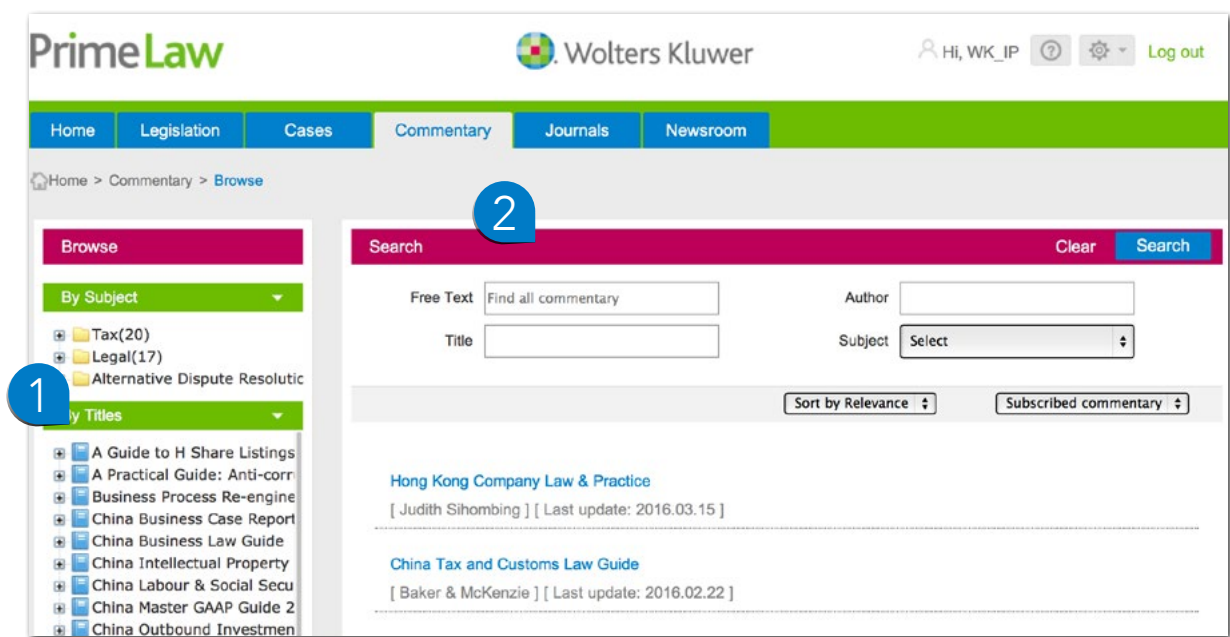 PrimeLaw
Wolters Kluwer
Hi, WK_IP
Log out
Home Legislation Cases Commentary Journals Newsroom
Home > Commentary > Browse
2
Browse
By Subject
Tax(20)
Legal(17)
Alternative Dispute Resolutic
1
y Titles
A Guide to H Share Listings
A Practical Guide: Anti-corr
Business Process Re-engine
China Business Case Report
China Business Law Guide
China Intellectual Property
China Labour & Social Secu
China Master GAAP Guide 2
China Outbound Investmen
Search Clear Search
Free Text Find all commentary Author
Title Subject Select
Sort by Relevance Subscribed commentary
Hong Kong Company Law & Practice
[ Judith Sihombing ] [ Last update: 2016.03.15 ]
China Tax and Customs Law Guide
[ Baker & McKenzie ] [ Last update: 2016.02.22 ]